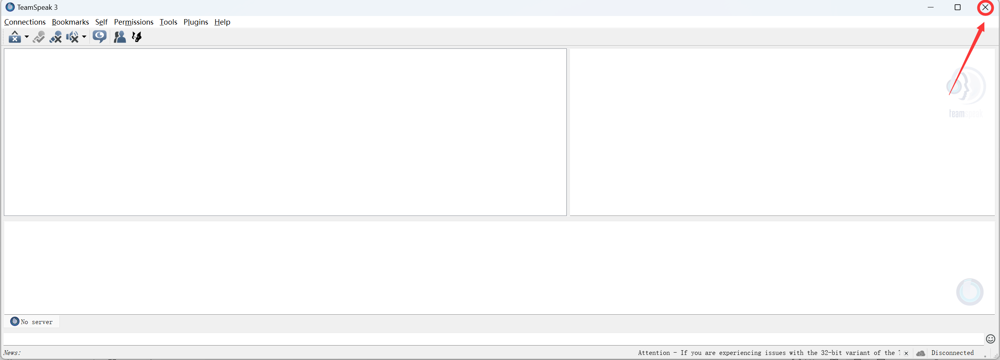 TeamSpeak 3
Connections Bookmarks Self Permissions Tools Plugins Help
teamspeak
No server
News:
Attention - If you are experiencing issues with the 32-bit variant of the
Disconnected